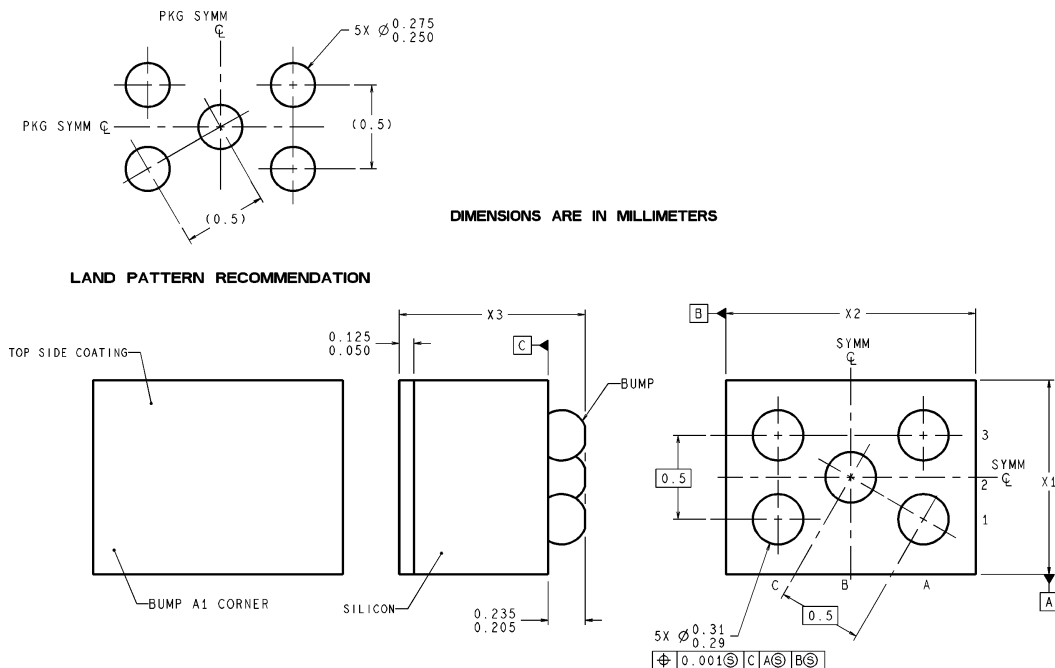 PKG SYMM
℄
5X Ø 0.275
0.250
PKG SYMM ℄
(0.5)
(0.5)
DIMENSIONS ARE IN MILLIMETERS
LAND PATTERN RECOMMENDATION
TOP SIDE COATING
BUMP A1 CORNER
X3
0.125
0.050
C
BUMP
SILICON
0.235
0.205
B
X2
SYMM
℄
3
SYMM
℄
2
X1
0.5
1
C B A
0.5
A
5X Ø 0.31
0.29
⌖ 0.001Ⓢ C AⓈ BⓈ